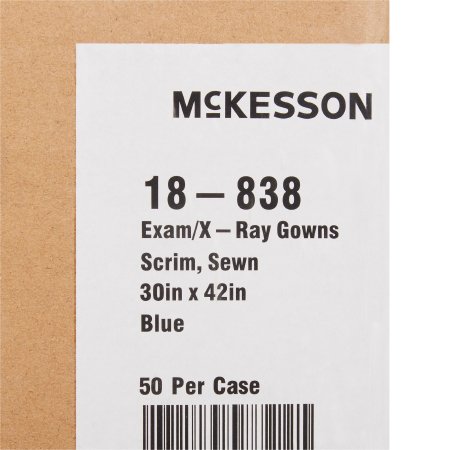 McKESSON
18 – 838
Exam/X – Ray Gowns
Scrim, Sewn
30in x 42in
Blue
50 Per Case